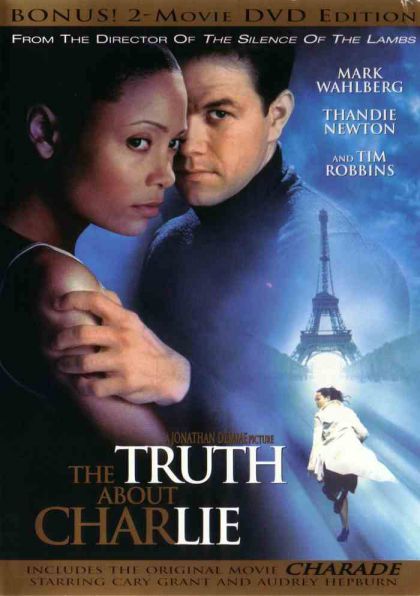 BONUS! 2-MOVIE DVD EDITION
FROM THE DIRECTOR OF THE SILENCE OF THE LAMBS
MARK
WAHLBERG
THANDIE
NEWTON
AND TIM
ROBBINS
A JONATHAN DEMME PICTURE
THE TRUTH
ABOUT
CHARLIE
INCLUDES THE ORIGINAL MOVIE CHARADE
STARRING CARY GRANT AND AUDREY HEPBURN